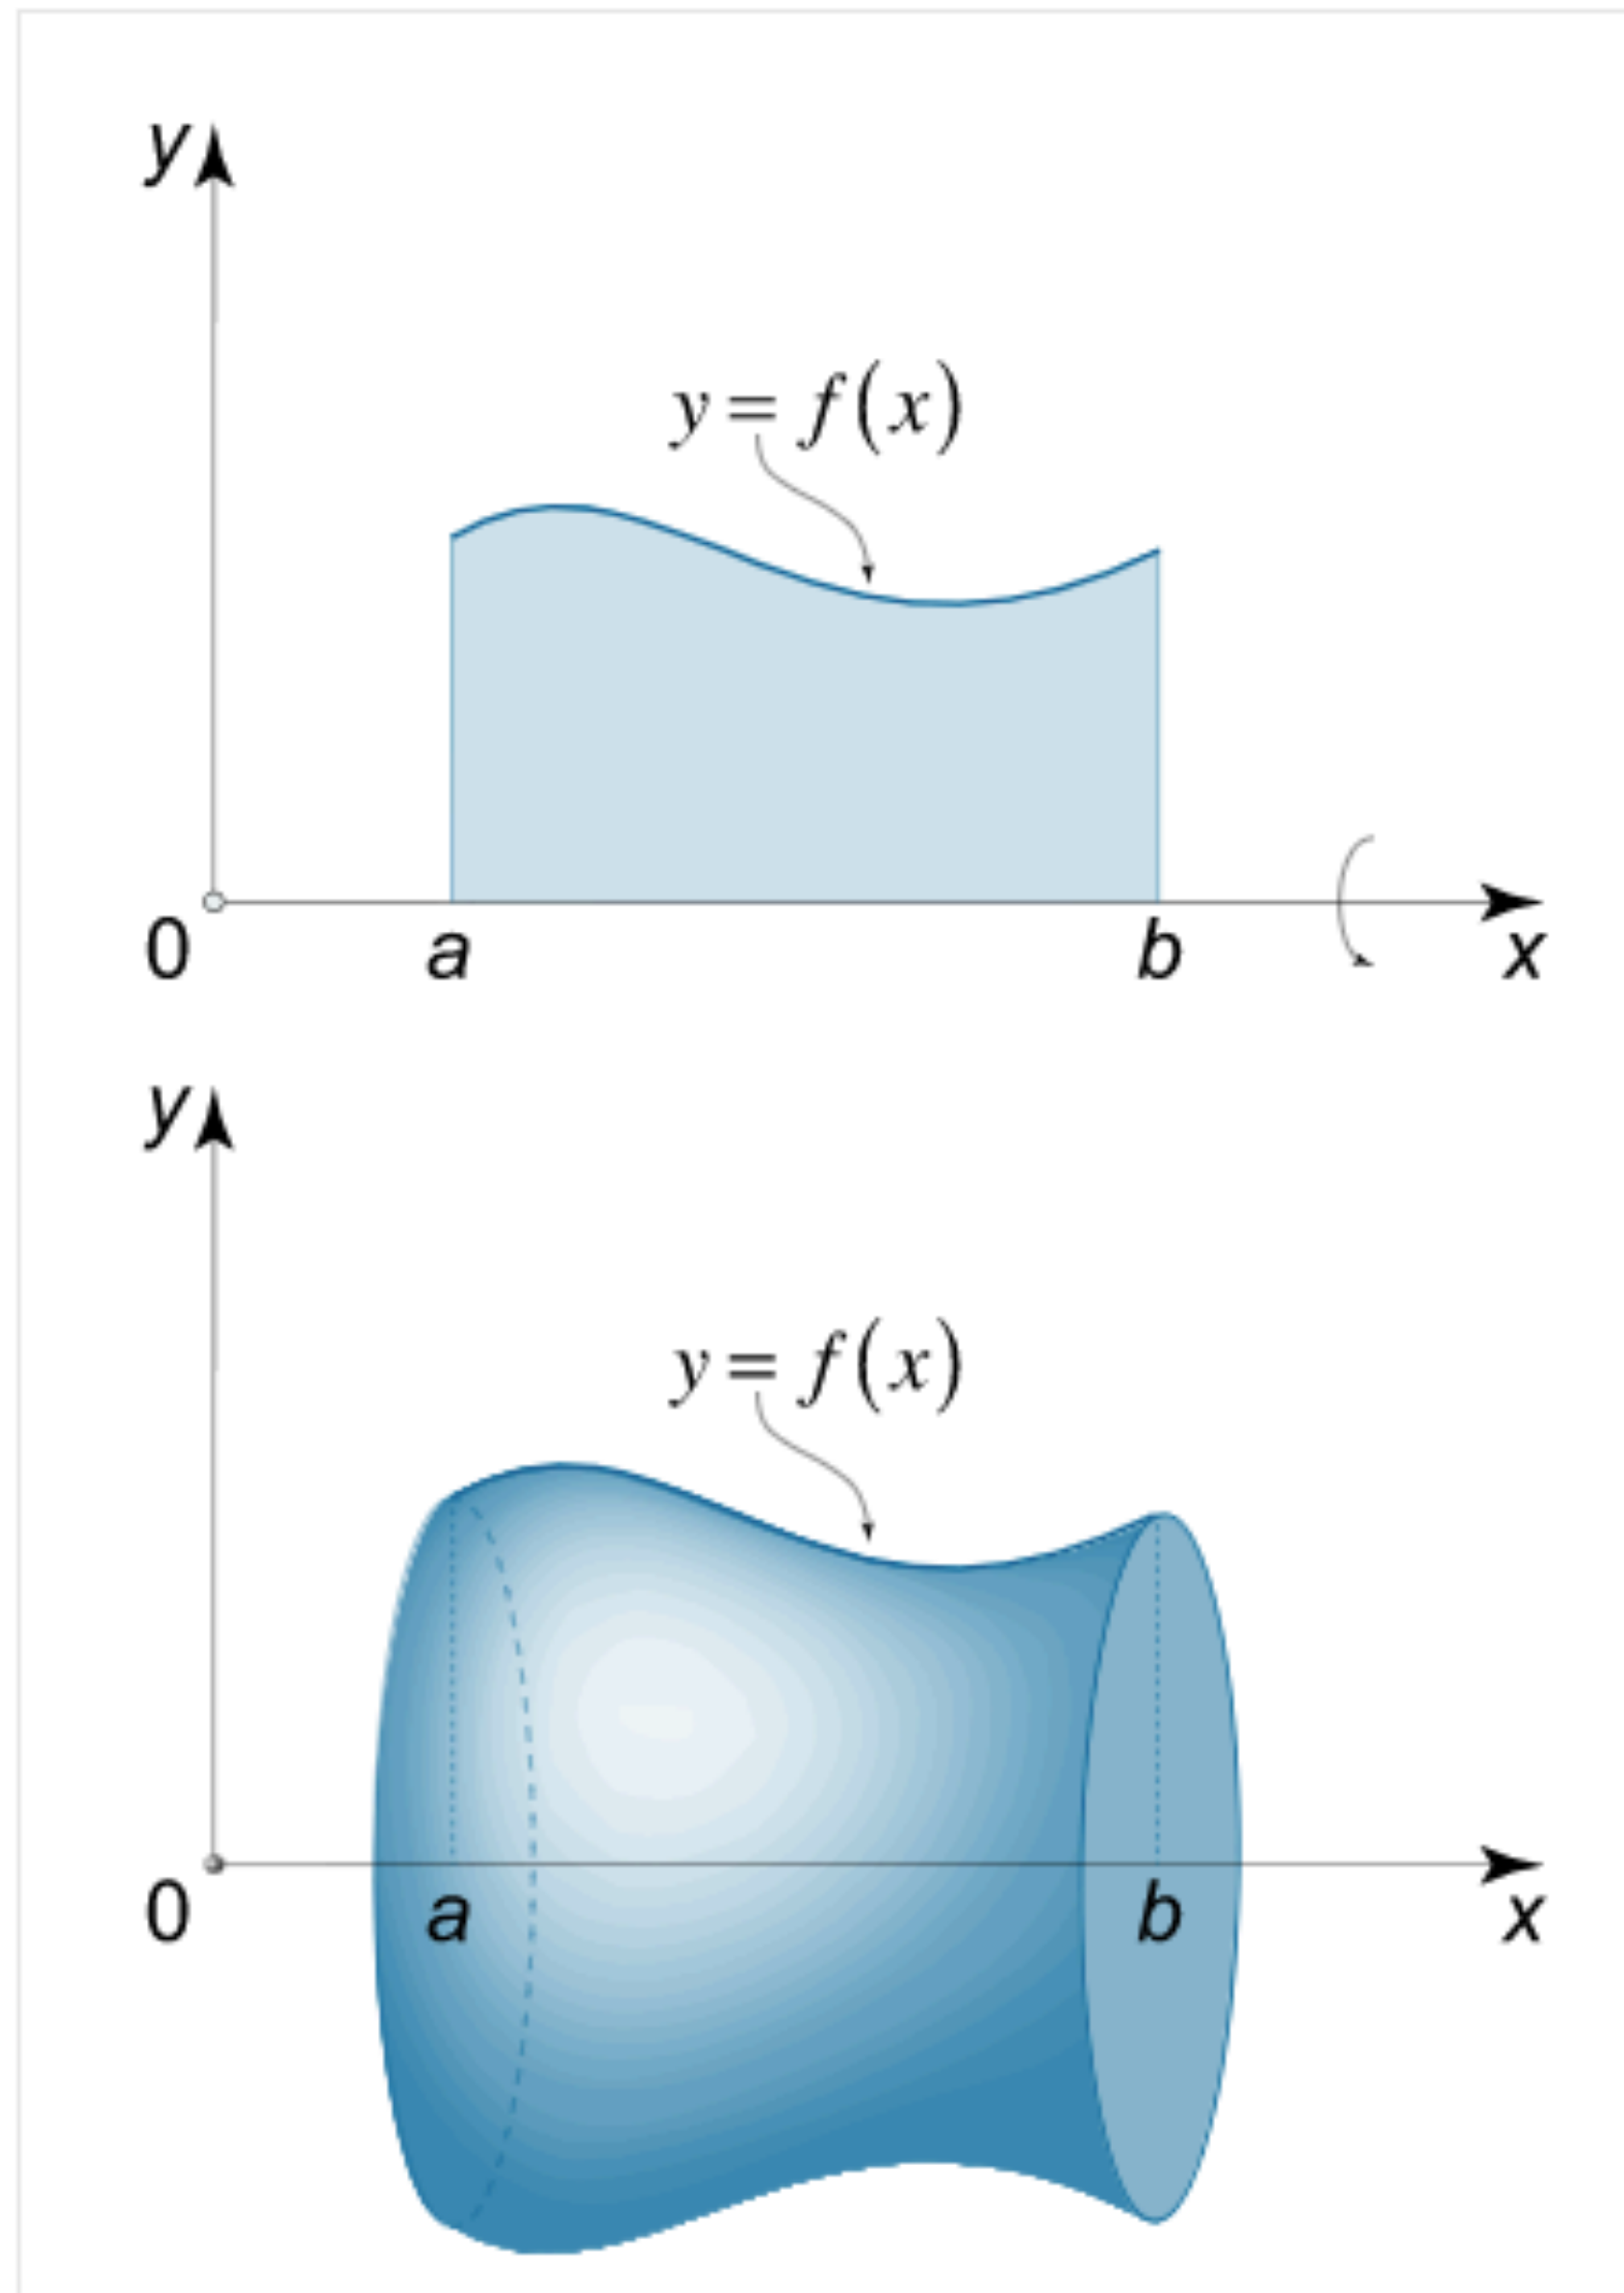 y
y = f(x)
0 a b x
y
y = f(x)
0 a b x